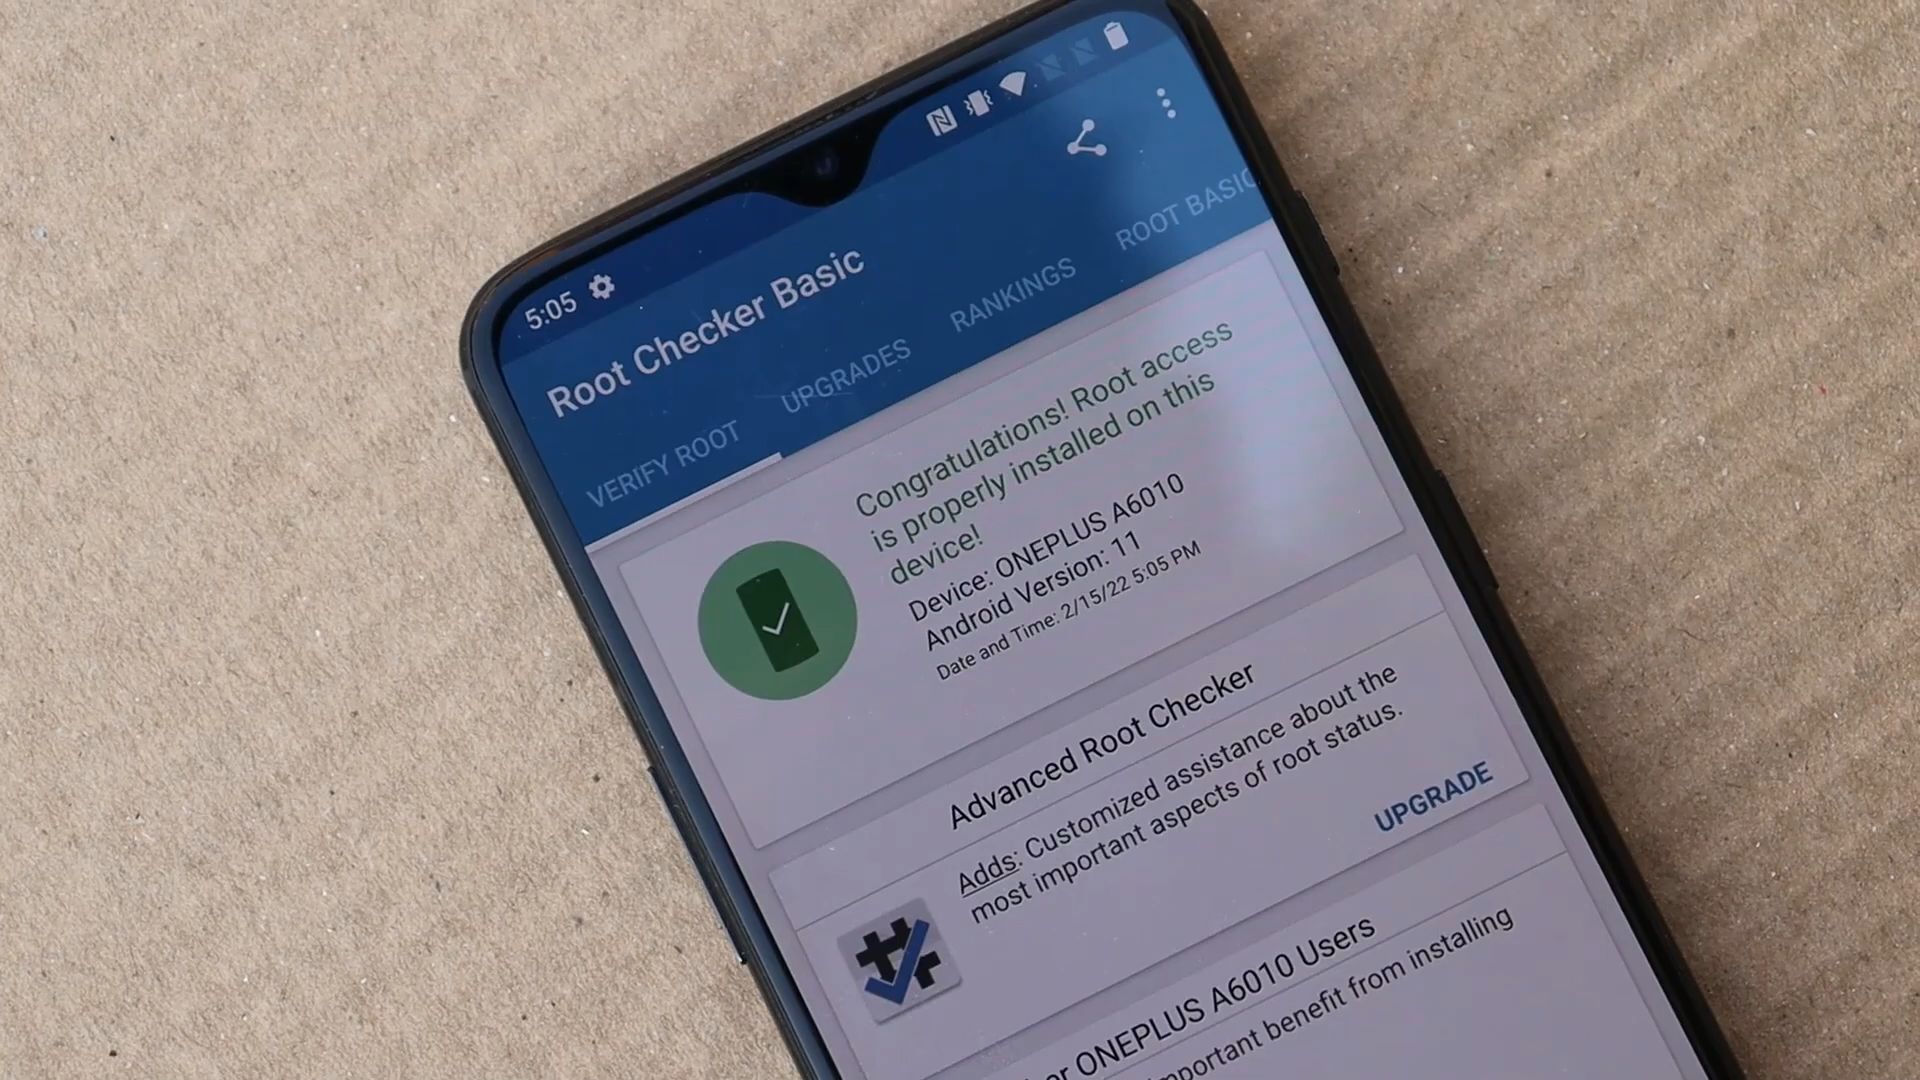 5:05
Root Checker Basic
VERIFY ROOT
UPGRADES
RANKINGS
ROOT BASIC
Congratulations! Root access
is properly installed on this
device!
Device: ONEPLUS A6010
Android Version: 11
Date and Time: 2/15/22 5:05 PM
Advanced Root Checker
Adds: Customized assistance about the
most important aspects of root status.
UPGRADE
ONEPLUS A6010 Users
benefit from installing